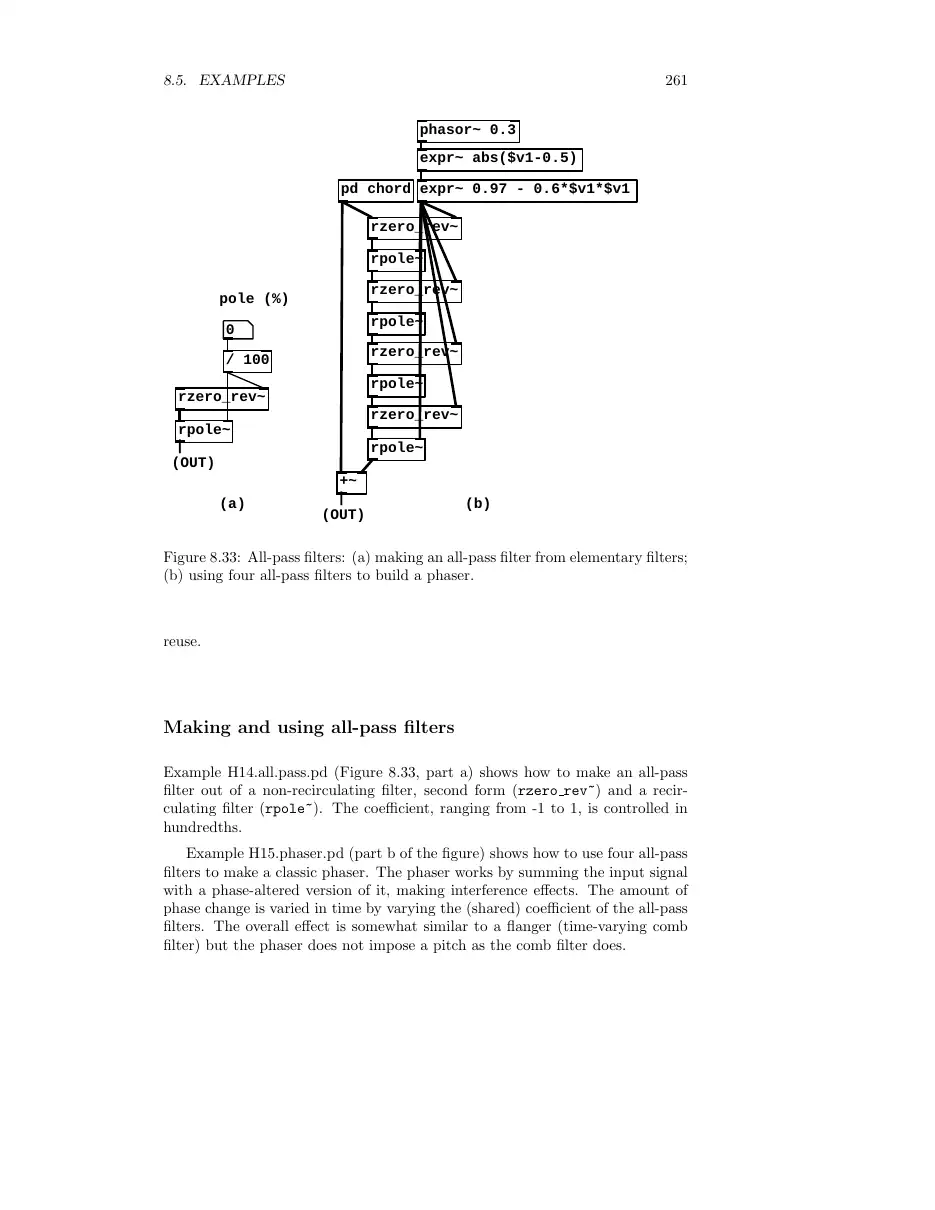 8.5. EXAMPLES 261
phasor~ 0.3
expr~ abs($v1-0.5)
pd chord expr~ 0.97 - 0.6*$v1*$v1
rzero_rev~
rpole~
rzero_rev~
rpole~
rzero_rev~
rpole~
rzero_rev~
rpole~
+~
(OUT)
(b)
pole (%)
0
/ 100
rzero_rev~
rpole~
(OUT)
(a)
Figure 8.33: All-pass filters: (a) making an all-pass filter from elementary filters;
(b) using four all-pass filters to build a phaser.
reuse.
Making and using all-pass filters
Example H14.all.pass.pd (Figure 8.33, part a) shows how to make an all-pass
filter out of a non-recirculating filter, second form (rzero_rev~) and a recir-
culating filter (rpole~). The coefficient, ranging from -1 to 1, is controlled in
hundredths.
Example H15.phaser.pd (part b of the figure) shows how to use four all-pass
filters to make a classic phaser. The phaser works by summing the input signal
with a phase-altered version of it, making interference effects. The amount of
phase change is varied in time by varying the (shared) coefficient of the all-pass
filters. The overall effect is somewhat similar to a flanger (time-varying comb
filter) but the phaser does not impose a pitch as the comb filter does.